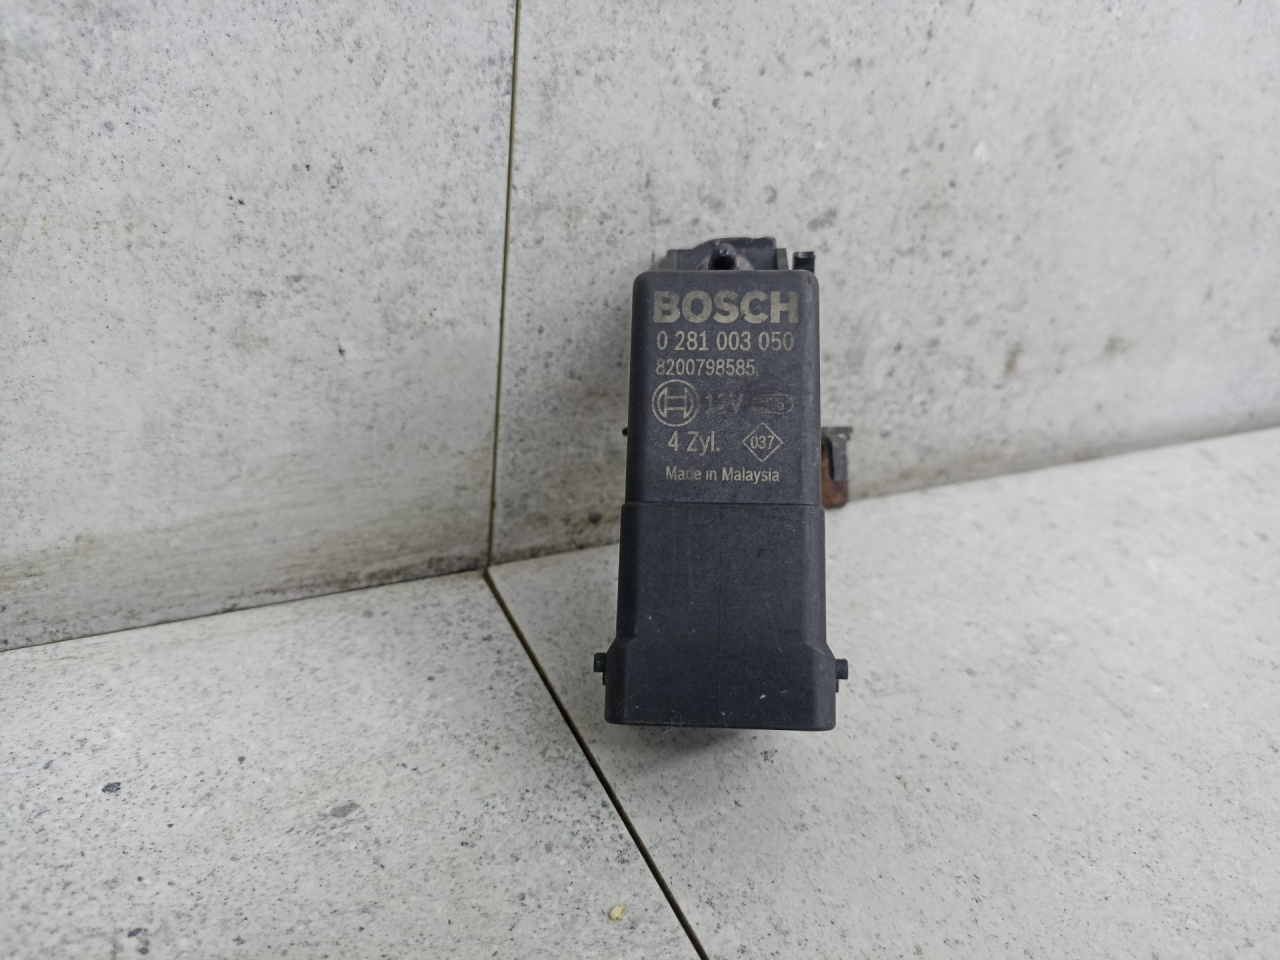 BOSCH
0 281 003 050
8200798585
12V
4 Zyl. 037
Made in Malaysia